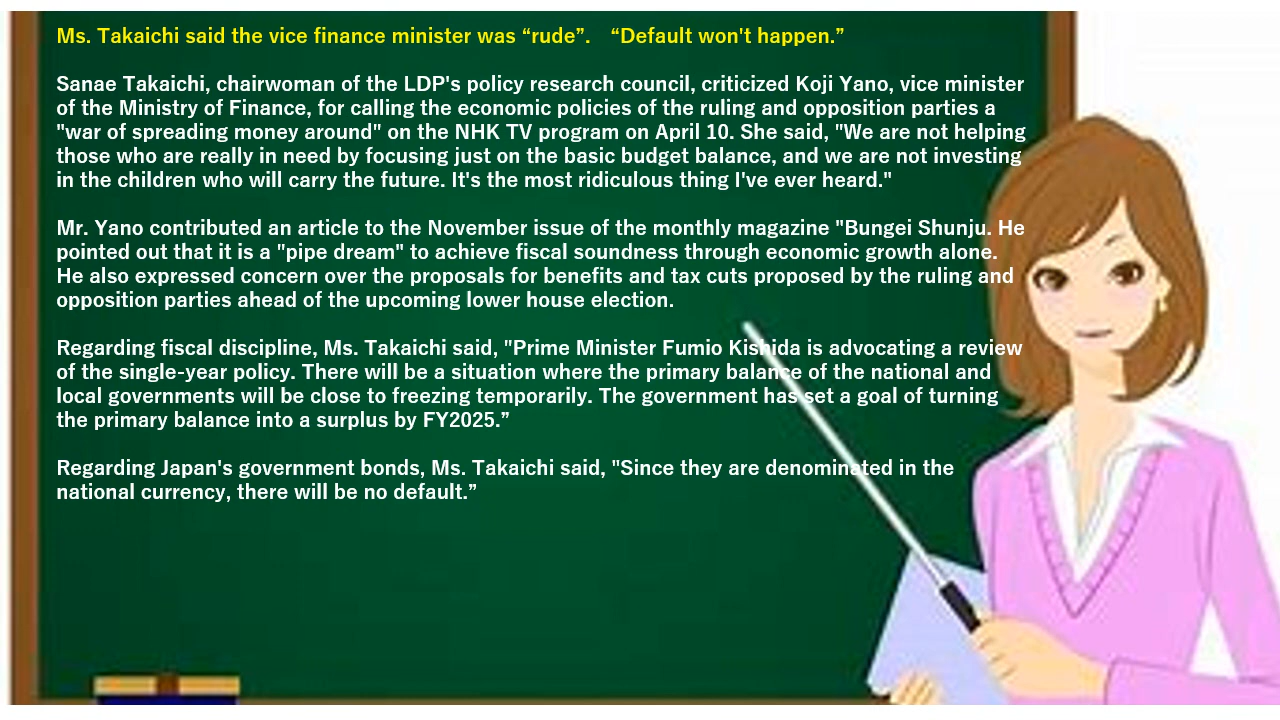 Ms. Takaichi said the vice finance minister was “rude”. “Default won't happen.”
Sanae Takaichi, chairwoman of the LDP's policy research council, criticized Koji Yano, vice minister
of the Ministry of Finance, for calling the economic policies of the ruling and opposition parties a
"war of spreading money around" on the NHK TV program on April 10. She said, "We are not helping
those who are really in need by focusing just on the basic budget balance, and we are not investing
in the children who will carry the future. It's the most ridiculous thing I've ever heard."
Mr. Yano contributed an article to the November issue of the monthly magazine "Bungei Shunju. He
pointed out that it is a "pipe dream" to achieve fiscal soundness through economic growth alone.
He also expressed concern over the proposals for benefits and tax cuts proposed by the ruling and
opposition parties ahead of the upcoming lower house election.
Regarding fiscal discipline, Ms. Takaichi said, "Prime Minister Fumio Kishida is advocating a review
of the single-year policy. There will be a situation where the primary balance of the national and
local governments will be close to freezing temporarily. The government has set a goal of turning
the primary balance into a surplus by FY2025.”
Regarding Japan's government bonds, Ms. Takaichi said, "Since they are denominated in the
national currency, there will be no default.”